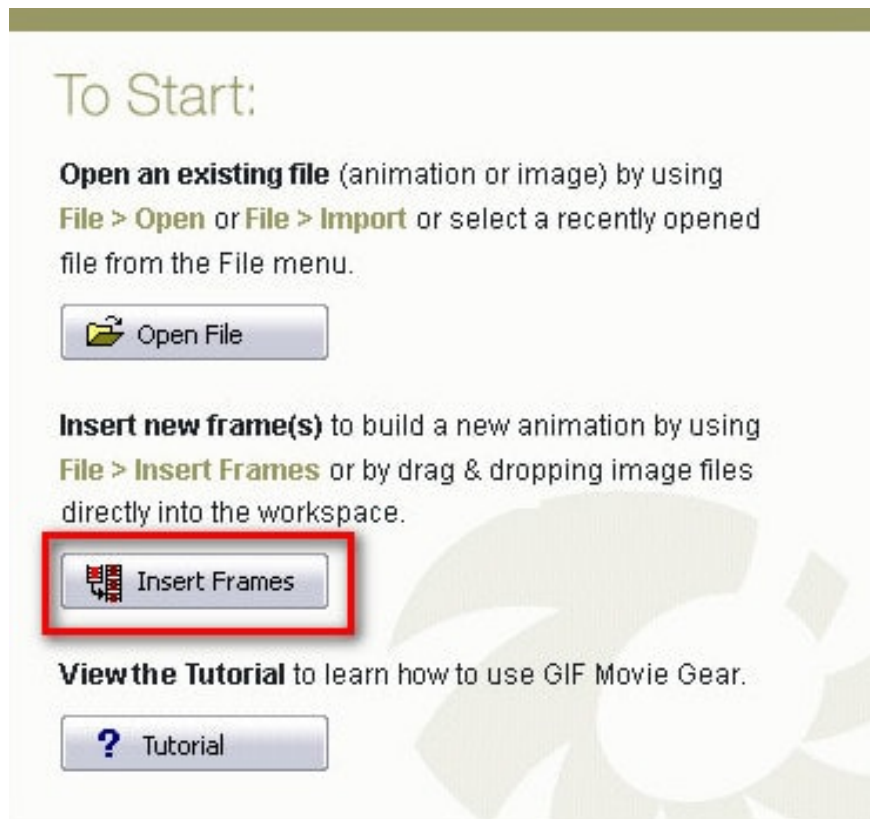 To Start:
Open an existing file (animation or image) by using
File > Open or File > Import or select a recently opened
file from the File menu.
Open File
Insert new frame(s) to build a new animation by using
File > Insert Frames or by drag & dropping image files
directly into the workspace.
Insert Frames
View the Tutorial to learn how to use GIF Movie Gear.
? Tutorial